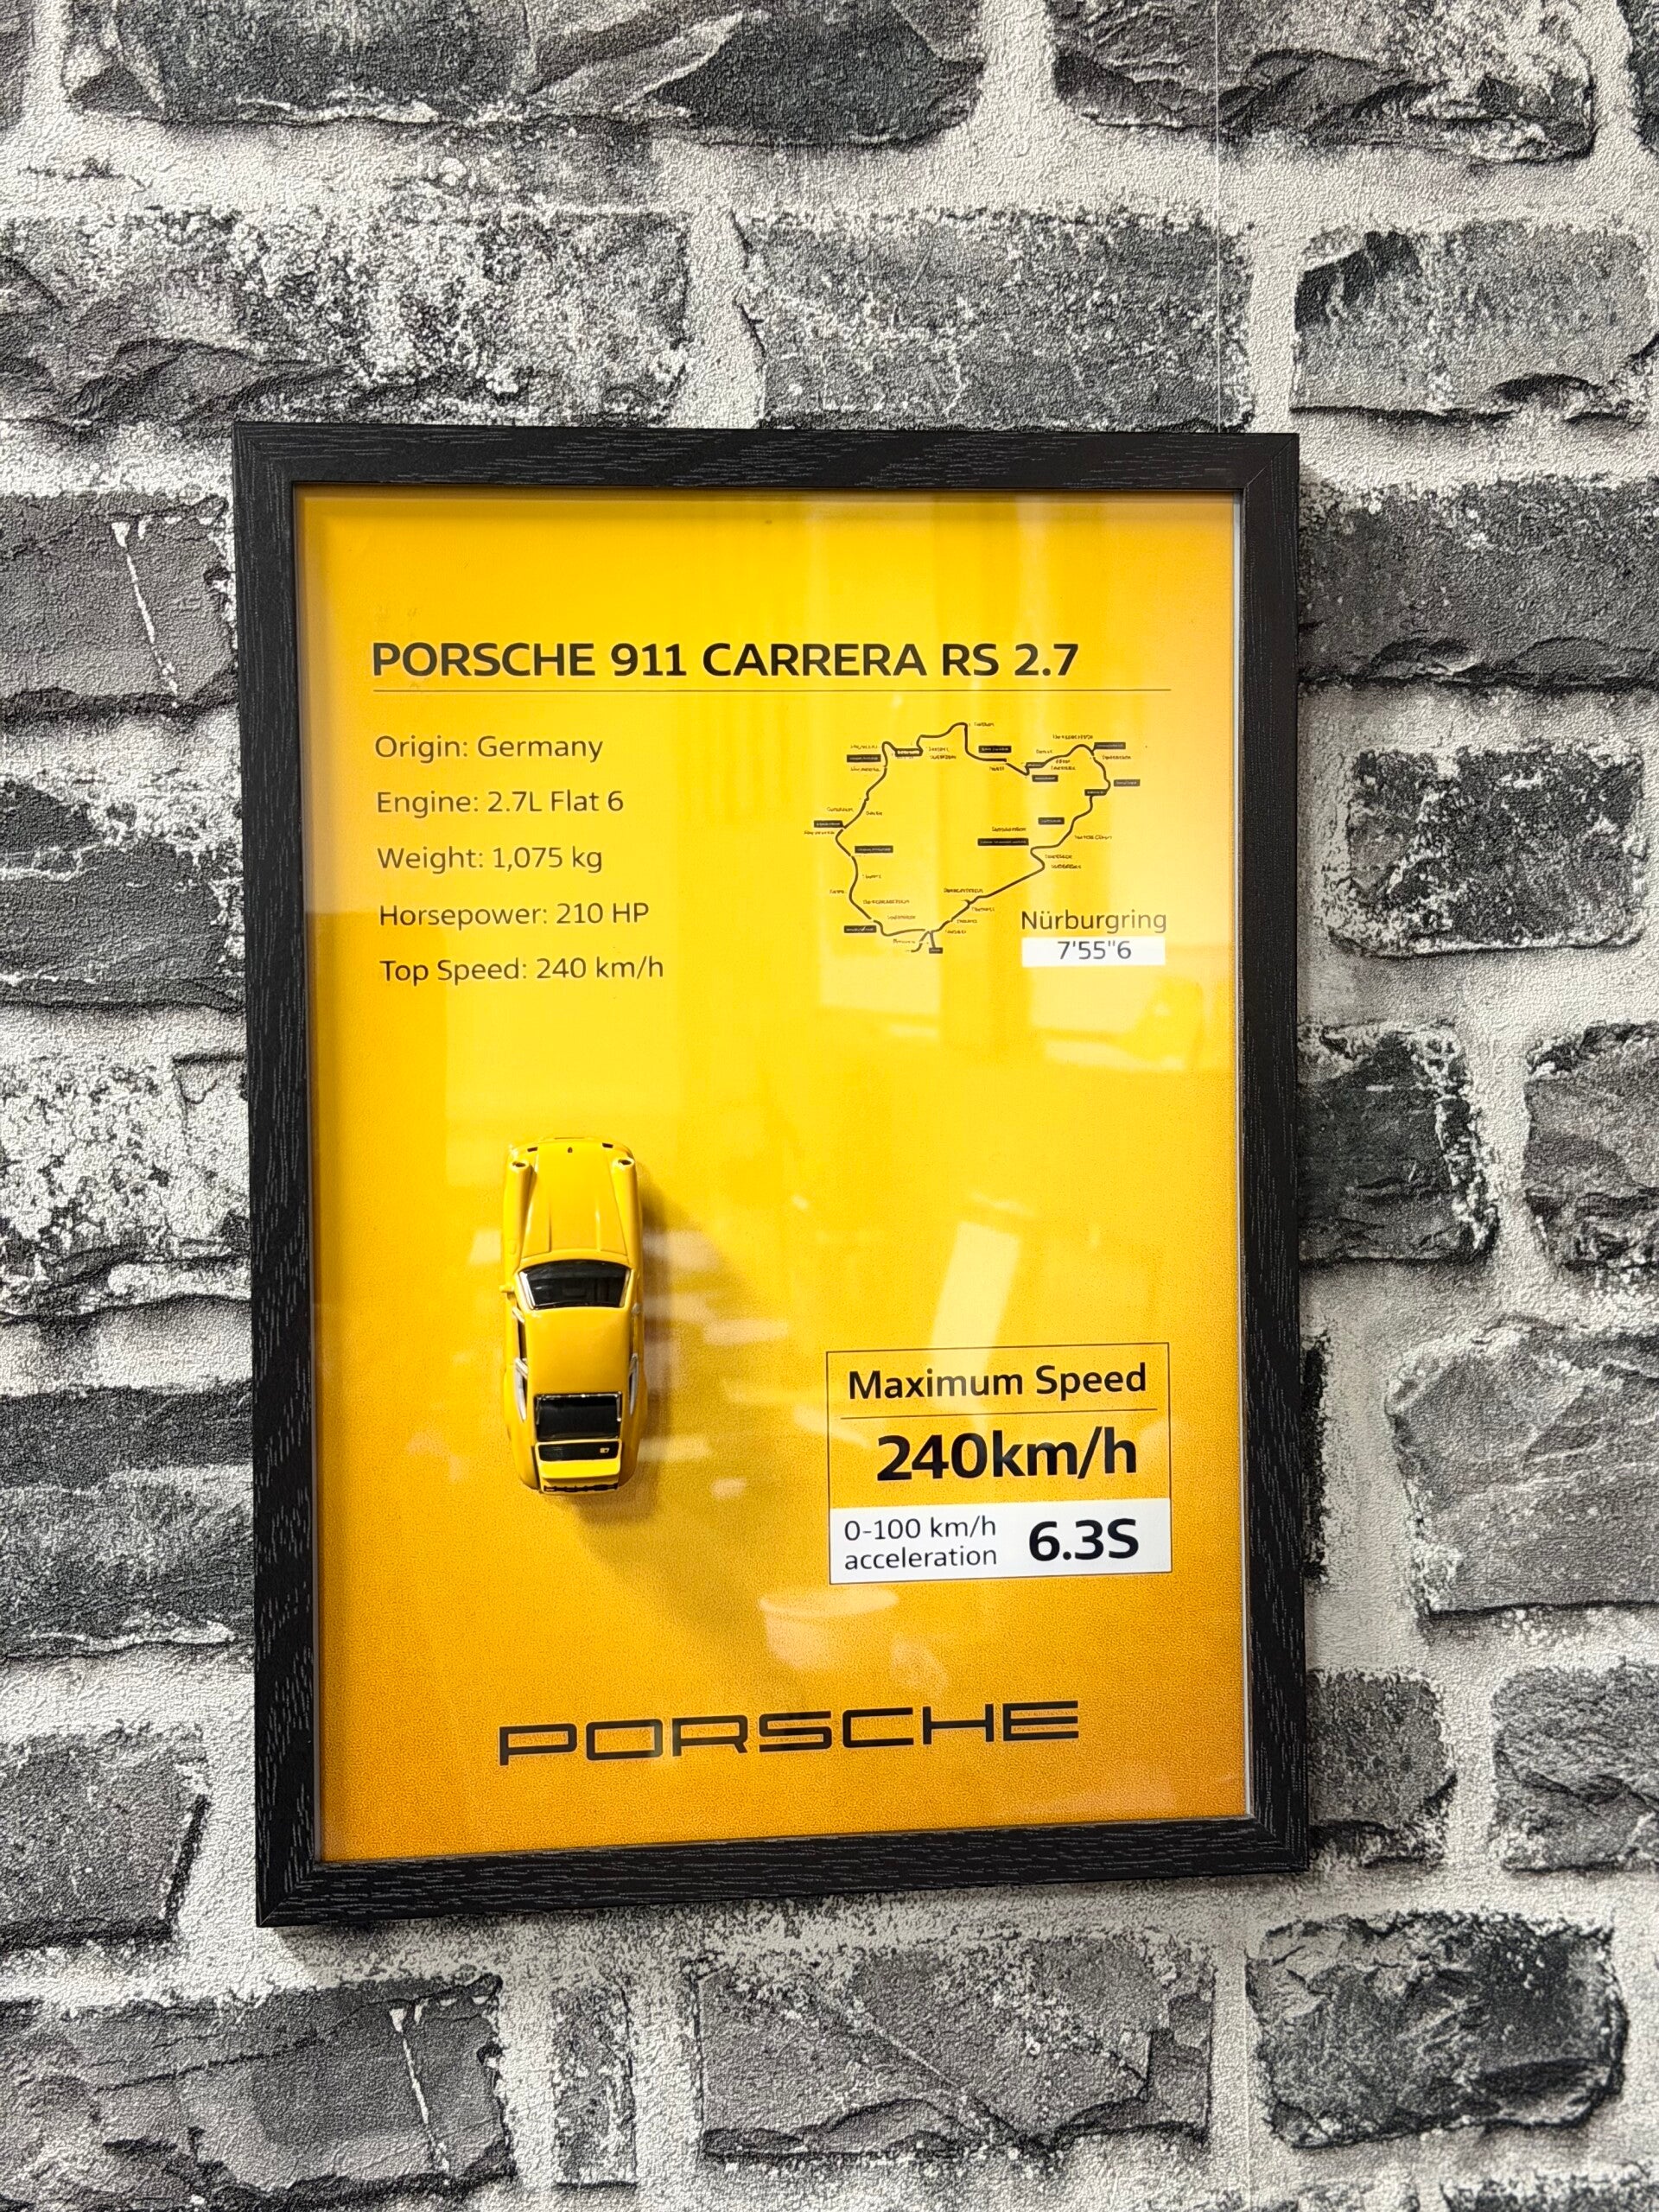 PORSCHE 911 CARRERA RS 2.7
Origin: Germany
Engine: 2.7L Flat 6
Weight: 1,075 kg
Horsepower: 210 HP
Top Speed: 240 km/h
Nürburgring
7'55"6
Maximum Speed
240km/h
0-100 km/h
acceleration
6.3S
PORSCHE